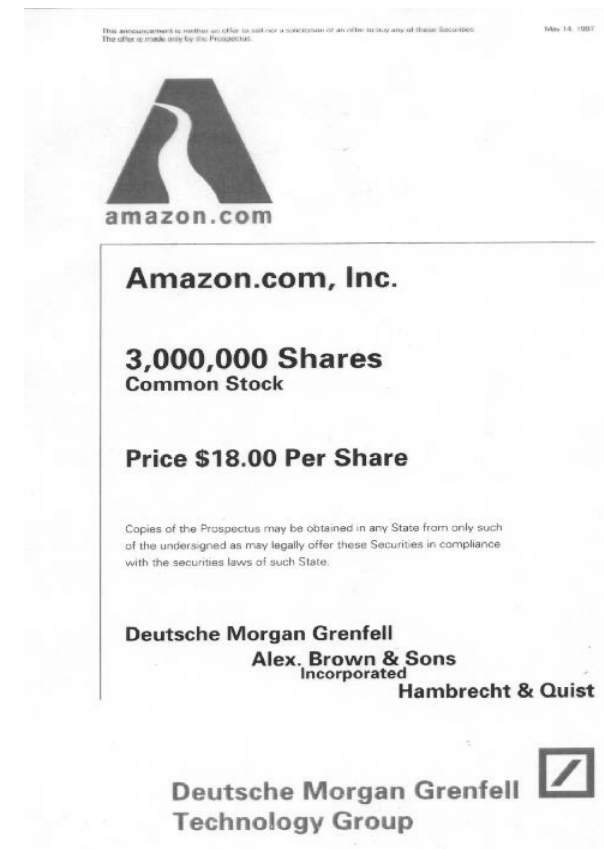 This announcement is neither an offer to sell nor a solicitation of an offer to buy any of these Securities.
The offer is made only by the Prospectus.
May 14, 1997
amazon.com
Amazon.com, Inc.
3,000,000 Shares
Common Stock
Price $18.00 Per Share
Copies of the Prospectus may be obtained in any State from only such
of the undersigned as may legally offer these Securities in compliance
with the securities laws of such State.
Deutsche Morgan Grenfell
Alex. Brown & Sons
Incorporated
Hambrecht & Quist
Deutsche Morgan Grenfell
Technology Group